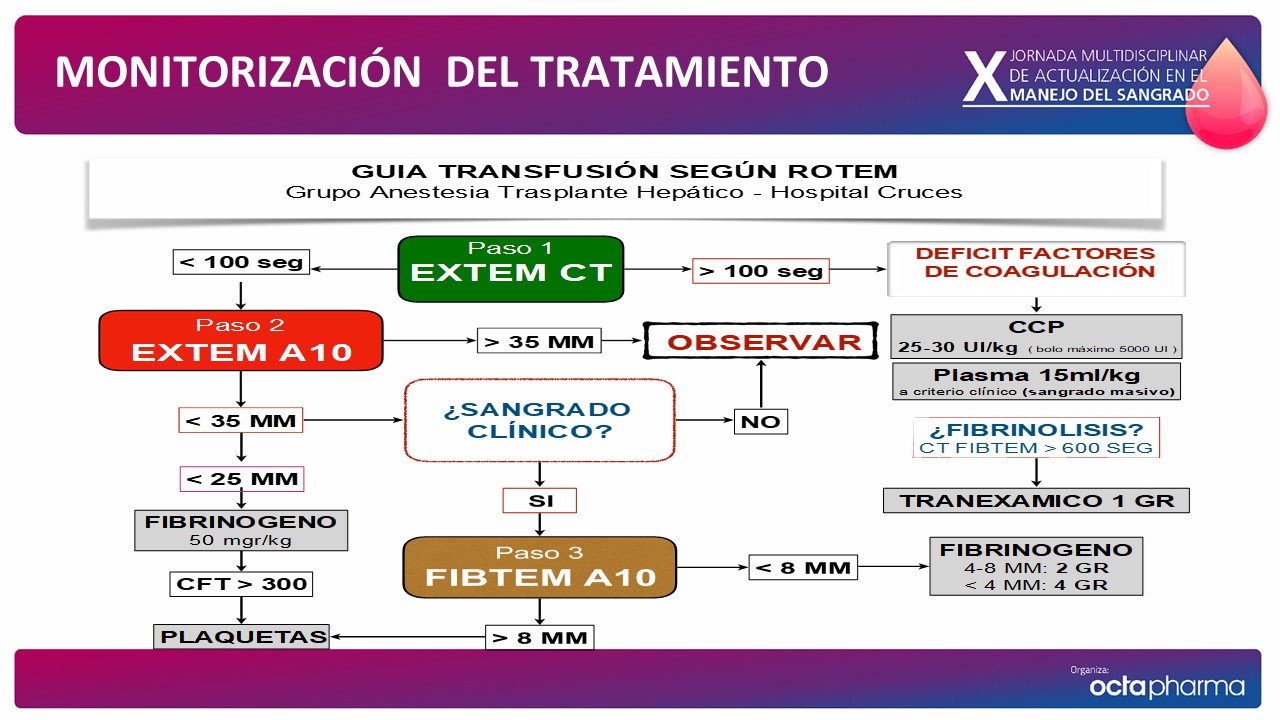 MONITORIZACIÓN DEL TRATAMIENTO
X JORNADA MULTIDISCIPLINAR
DE ACTUALIZACIÓN EN EL
MANEJO DEL SANGRADO
GUIA TRANSFUSIÓN SEGÚN ROTEM
Grupo Anestesia Trasplante Hepático - Hospital Cruces
Paso 1
EXTEM CT
< 100 seg
> 100 seg
DEFICIT FACTORES
DE COAGULACIÓN
CCP
25-30 UI/kg ( bolo máximo 5000 UI )
Plasma 15ml/kg
a criterio clínico (sangrado masivo)
Paso 2
EXTEM A10
> 35 MM
OBSERVAR
< 35 MM
¿SANGRADO
CLÍNICO?
NO
¿FIBRINOLISIS?
CT FIBTEM > 600 SEG
TRANEXAMICO 1 GR
< 25 MM
SI
FIBRINOGENO
50 mgr/kg
Paso 3
FIBTEM A10
< 8 MM
FIBRINOGENO
4-8 MM: 2 GR
< 4 MM: 4 GR
CFT > 300
PLAQUETAS
> 8 MM
Organiza:
octapharma